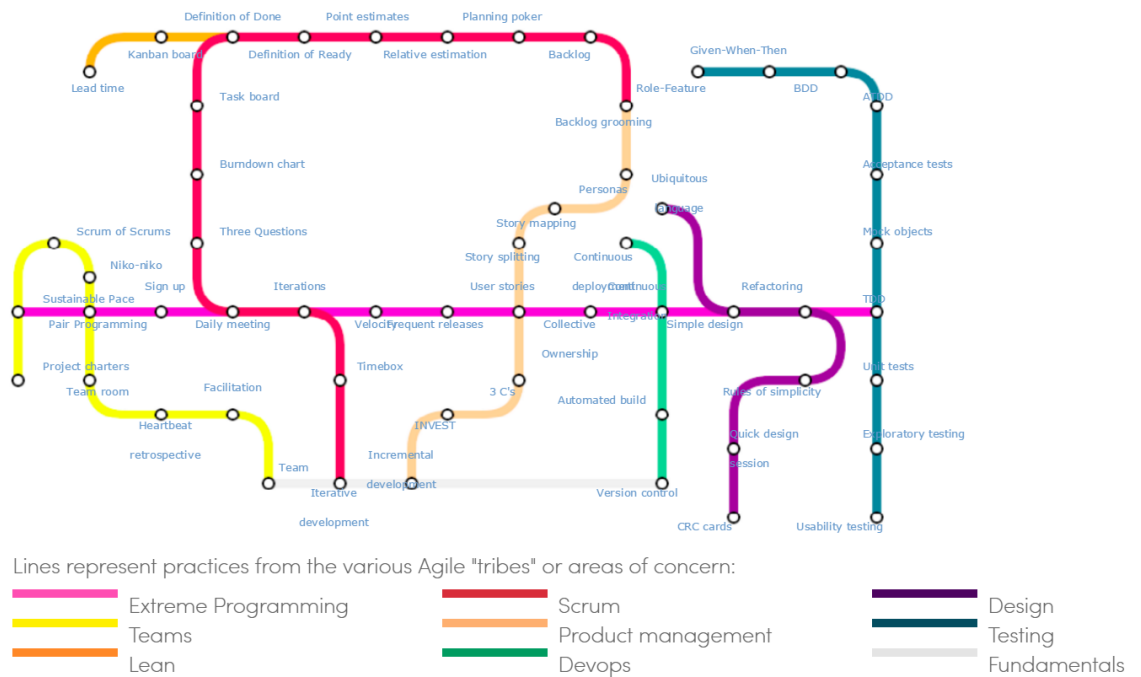 Definition of Done
Point estimates
Planning poker
Kanban board
Definition of Ready
Relative estimation
Backlog
Given-When-Then
Lead time
Role-Feature
BDD
Task board
ATDD
Backlog grooming
Burndown chart
Acceptance tests
Personas
Ubiquitous
language
Story mapping
Scrum of Scrums
Three Questions
Mock objects
Story splitting
Continuous
deployment
Niko-niko
Sign up
Iterations
User stories
Continuous
Integration
Refactoring
Sustainable Pace
TDD
Pair Programming
Daily meeting
Velocity
Frequent releases
Collective
Ownership
Simple design
Project charters
Timebox
Unit tests
Team room
Facilitation
3 C's
Rules of simplicity
Automated build
Heartbeat
retrospective
INVEST
Quick design
session
Exploratory testing
Incremental
development
Team
Iterative
development
Version control
CRC cards
Usability testing
Lines represent practices from the various Agile "tribes" or areas of concern:
Extreme Programming
Scrum
Design
Teams
Product management
Testing
Lean
Devops
Fundamentals